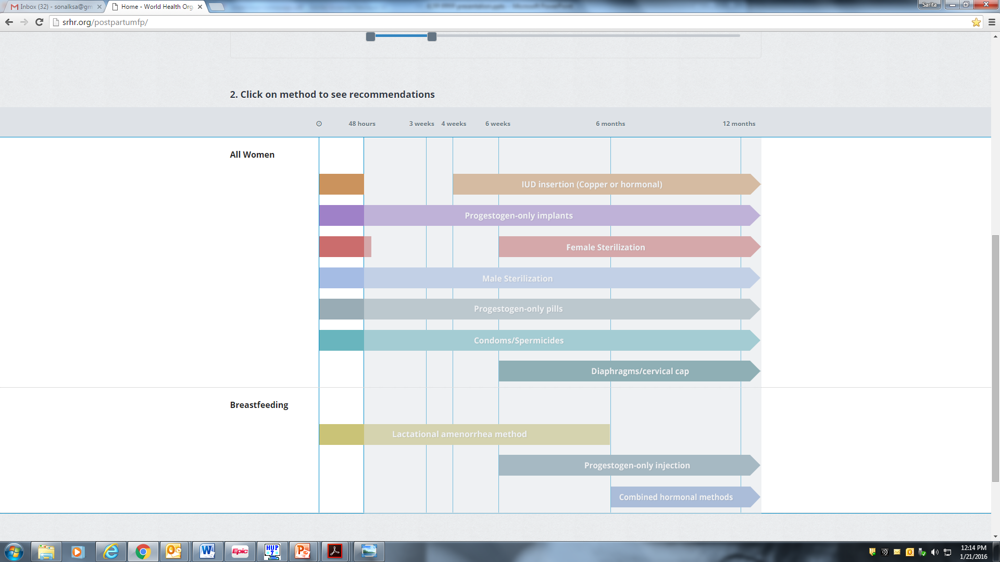 Inbox (32) - sonalksa@gm
Home - World Health Org
Sarita
srhr.org/postpartumfp/
2. Click on method to see recommendations
48 hours 3 weeks 4 weeks 6 weeks 6 months 12 months
All Women
IUD insertion (Copper or hormonal)
Progestogen-only implants
Female Sterilization
Male Sterilization
Progestogen-only pills
Condoms/Spermicides
Diaphragms/cervical cap
Breastfeeding
Lactational amenorrhea method
Progestogen-only injection
Combined hormonal methods
Epic
HUP
7
12:14 PM
1/21/2016